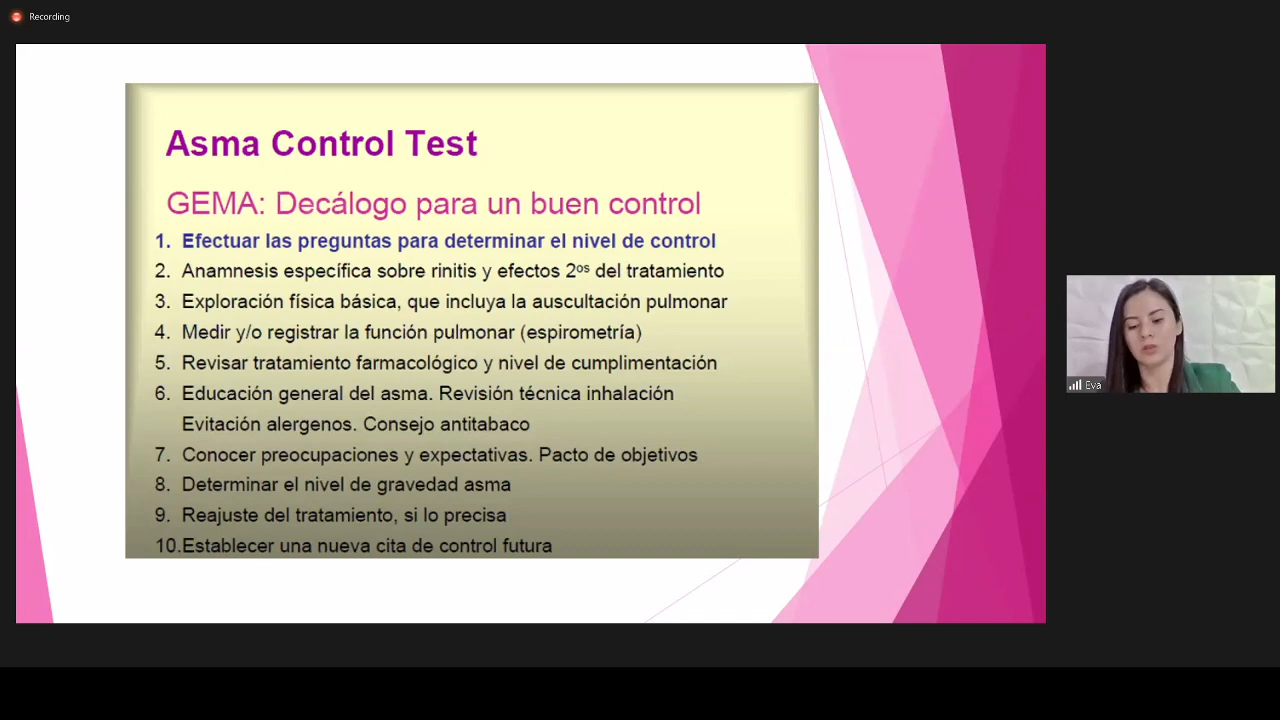 Recording
Asma Control Test
GEMA: Decálogo para un buen control
1. Efectuar las preguntas para determinar el nivel de control
2. Anamnesis específica sobre rinitis y efectos 2ᵒˢ del tratamiento
3. Exploración física básica, que incluya la auscultación pulmonar
4. Medir y/o registrar la función pulmonar (espirometría)
5. Revisar tratamiento farmacológico y nivel de cumplimentación
6. Educación general del asma. Revisión técnica inhalación
Evitación alergenos. Consejo antitabaco
7. Conocer preocupaciones y expectativas. Pacto de objetivos
8. Determinar el nivel de gravedad asma
9. Reajuste del tratamiento, si lo precisa
10.Establecer una nueva cita de control futura
Eva